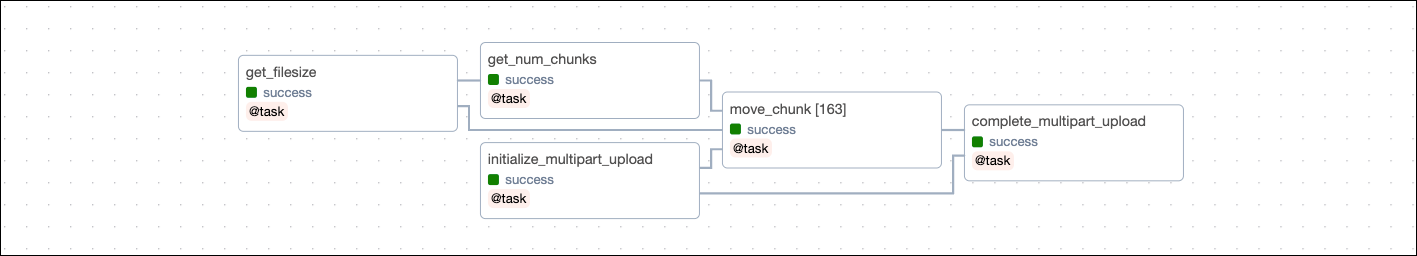 get_filesize
success
@task
get_num_chunks
success
@task
initialize_multipart_upload
success
@task
move_chunk [163]
success
@task
complete_multipart_upload
success
@task